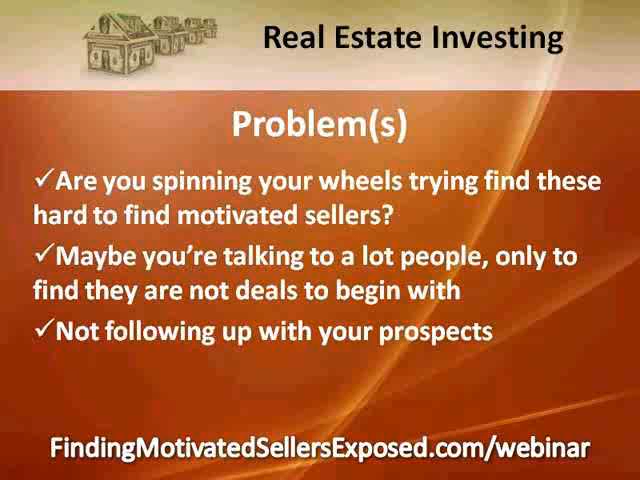 Real Estate Investing
Problem(s)
✓Are you spinning your wheels trying find these
hard to find motivated sellers?
✓Maybe you're talking to a lot people, only to
find they are not deals to begin with
✓Not following up with your prospects
FindingMotivatedSellersExposed.com/webinar